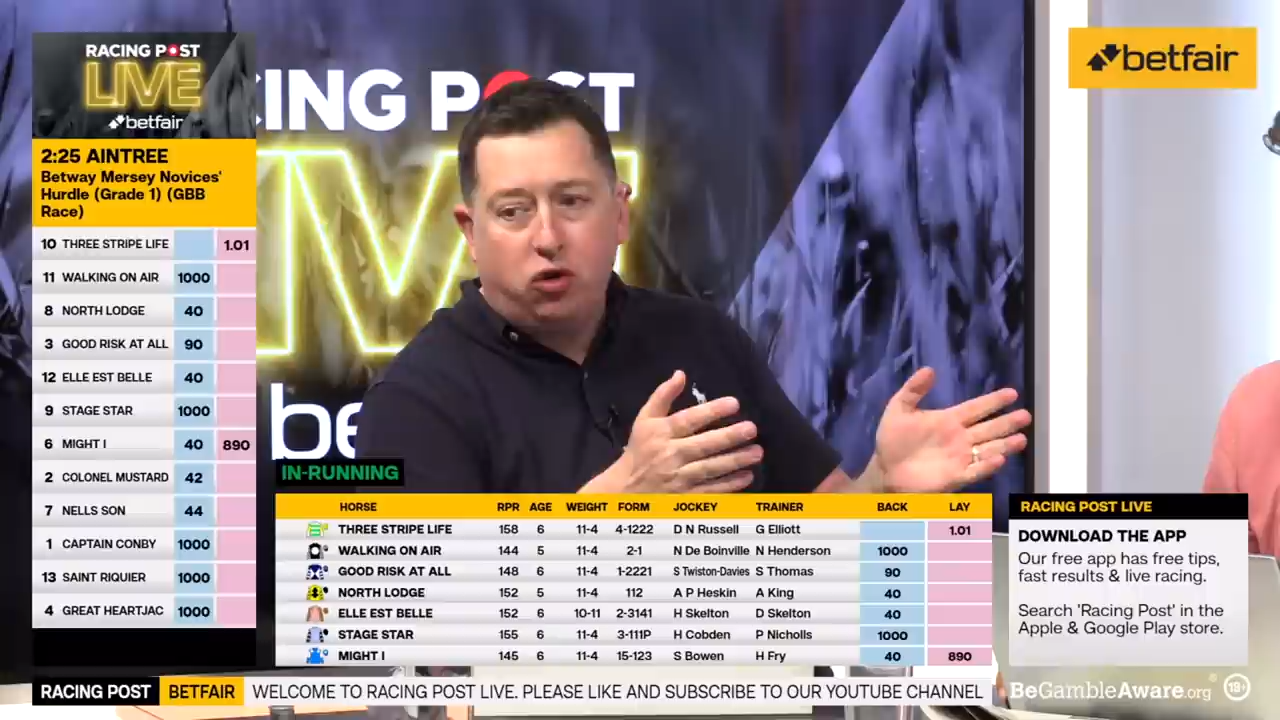 RACING POST
LIVE
betfair
2:25 AINTREE
Betway Mersey Novices'
Hurdle (Grade 1) (GBB
Race)
10 THREE STRIPE LIFE 1.01
11 WALKING ON AIR 1000
8 NORTH LODGE 40
3 GOOD RISK AT ALL 90
12 ELLE EST BELLE 40
9 STAGE STAR 1000
6 MIGHT I 40 890
2 COLONEL MUSTARD 42
7 NELLS SON 44
1 CAPTAIN CONBY 1000
13 SAINT RIQUIER 1000
4 GREAT HEARTJAC 1000
CING POST
be
betfair
IN-RUNNING
HORSE RPR AGE WEIGHT FORM JOCKEY TRAINER BACK LAY
THREE STRIPE LIFE 158 6 11-4 4-1222 D N Russell G Elliott 1.01
WALKING ON AIR 144 5 11-4 2-1 N De Boinville N Henderson 1000
GOOD RISK AT ALL 148 6 11-4 1-2221 S Twiston-Davies S Thomas 90
NORTH LODGE 152 5 11-4 112 A P Heskin A King 40
ELLE EST BELLE 152 6 10-11 2-3141 H Skelton D Skelton 40
STAGE STAR 155 6 11-4 3-111P H Cobden P Nicholls 1000
MIGHT I 145 6 11-4 15-123 S Bowen H Fry 40 890
RACING POST LIVE
DOWNLOAD THE APP
Our free app has free tips,
fast results & live racing.
Search 'Racing Post' in the
Apple & Google Play store.
RACING POST BETFAIR WELCOME TO RACING POST LIVE. PLEASE LIKE AND SUBSCRIBE TO OUR YOUTUBE CHANNEL
BeGambleAware.org 18+